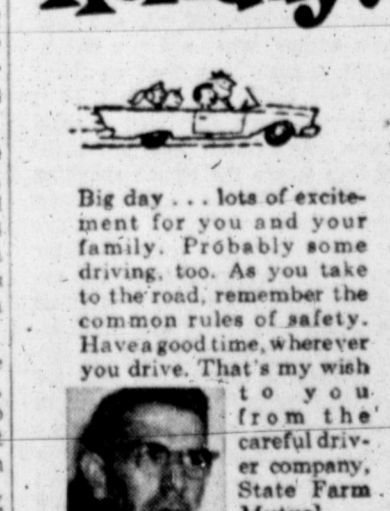 Big day . . . lots of excite-
ment for you and your
family. Probably some
driving, too. As you take
to the road, remember the
common rules of safety.
Have a good time, wherever
you drive. That's my wish
to you
from the
careful driv-
er company,
State Farm
Mutual